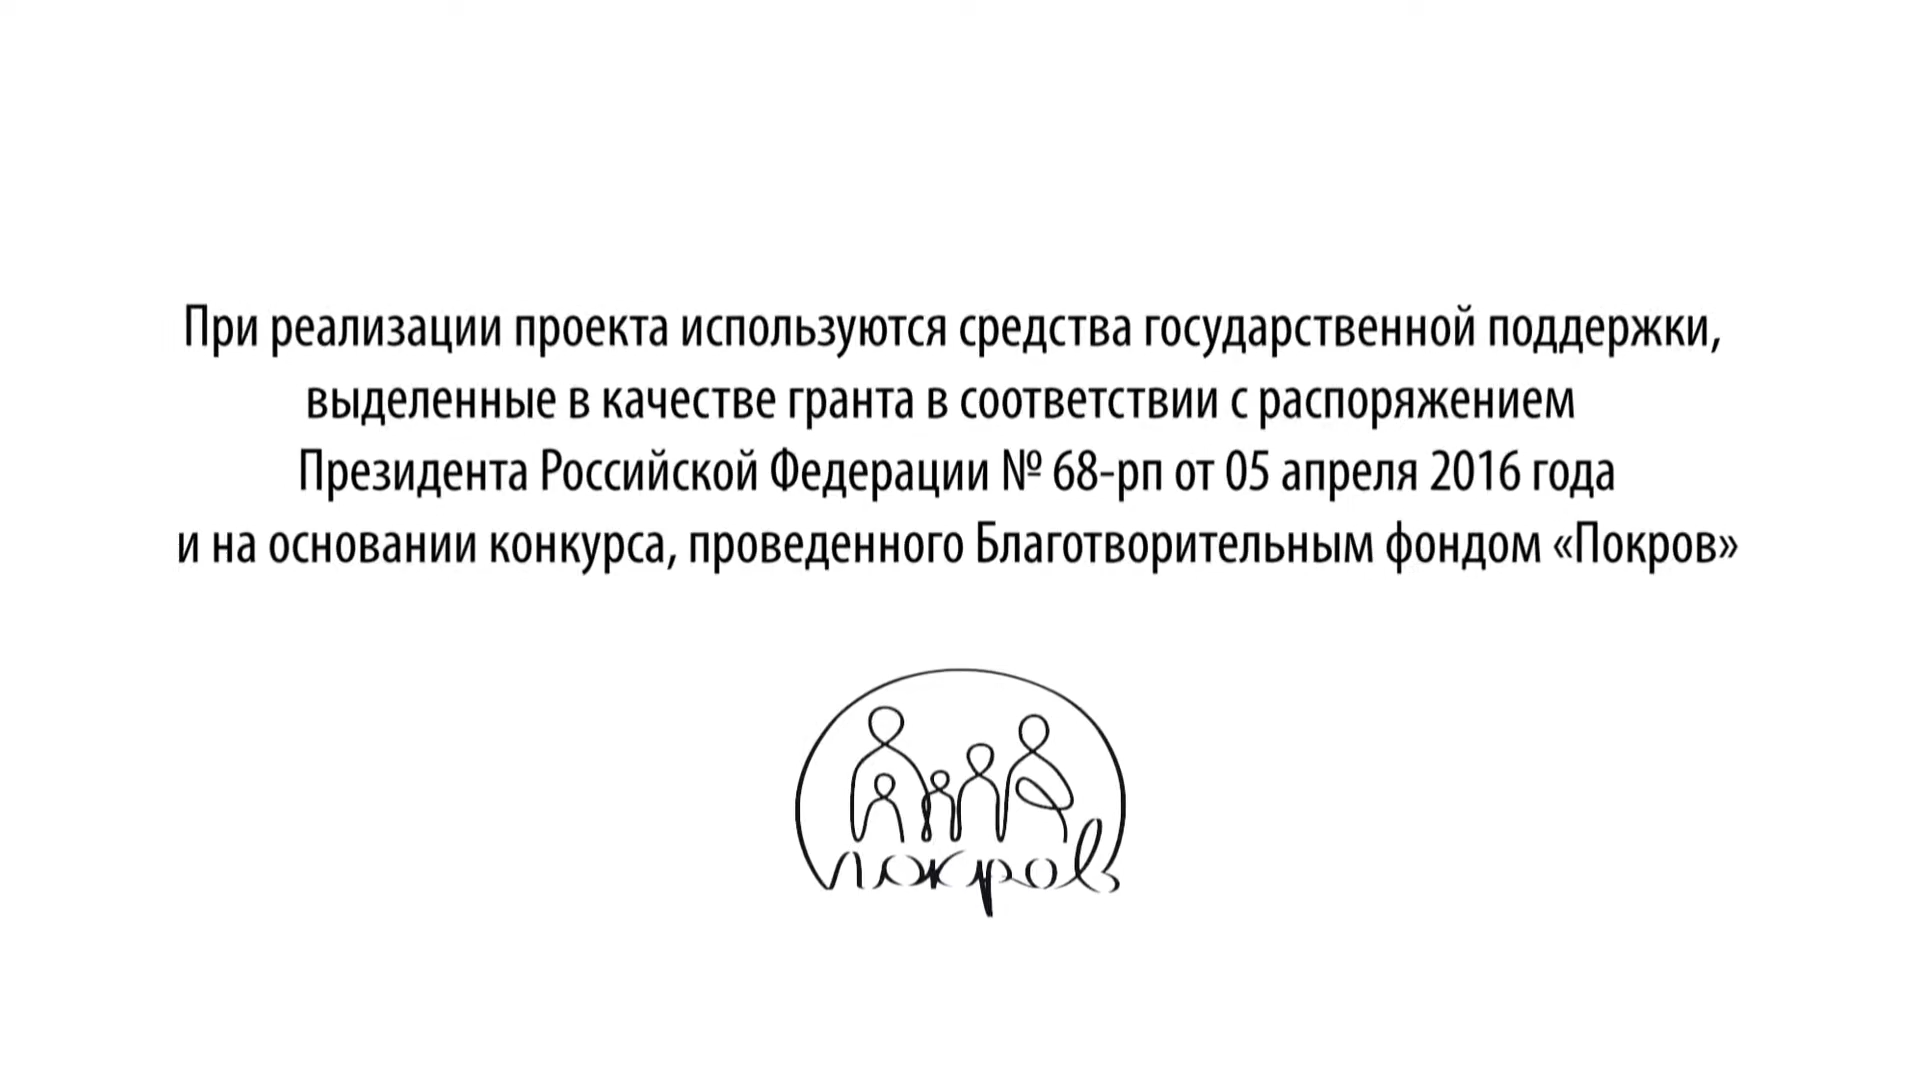 При реализации проекта используются средства государственной поддержки,
выделенные в качестве гранта в соответствии с распоряжением
Президента Российской Федерации № 68-рп от 05 апреля 2016 года
и на основании конкурса, проведенного Благотворительным фондом «Покров»
покров